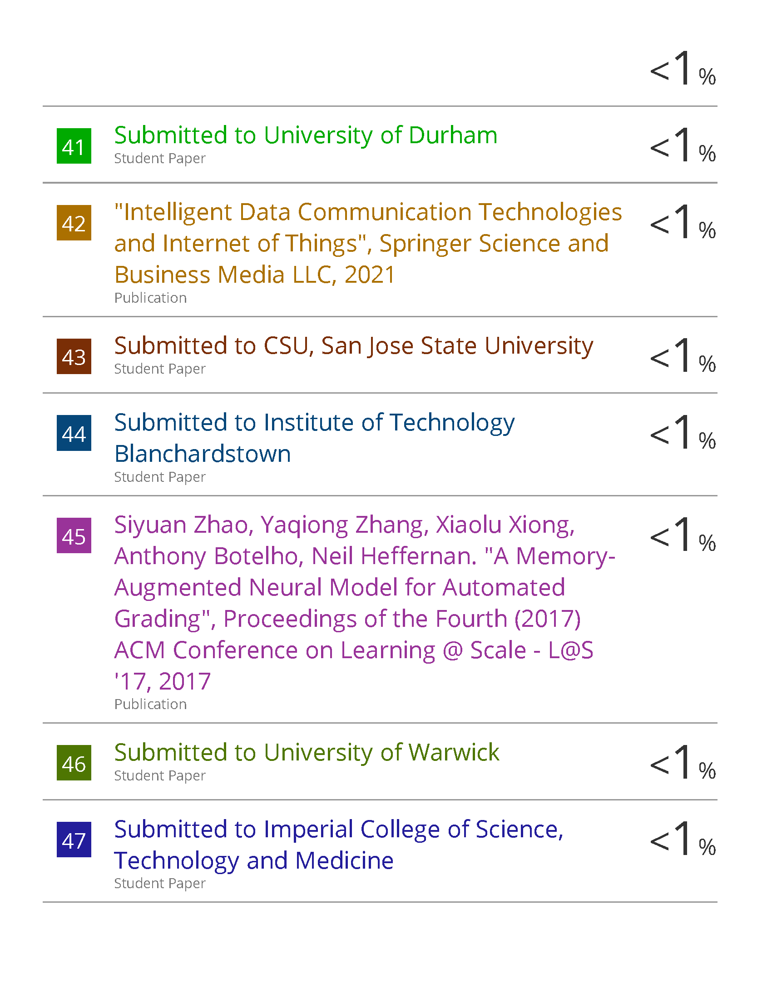 <1%
41 Submitted to University of Durham <1%
Student Paper
42 "Intelligent Data Communication Technologies <1%
and Internet of Things", Springer Science and
Business Media LLC, 2021
Publication
43 Submitted to CSU, San Jose State University <1%
Student Paper
44 Submitted to Institute of Technology <1%
Blanchardstown
Student Paper
45 Siyuan Zhao, Yaqiong Zhang, Xiaolu Xiong, <1%
Anthony Botelho, Neil Heffernan. "A Memory-
Augmented Neural Model for Automated
Grading", Proceedings of the Fourth (2017)
ACM Conference on Learning @ Scale - L@S
'17, 2017
Publication
46 Submitted to University of Warwick <1%
Student Paper
47 Submitted to Imperial College of Science, <1%
Technology and Medicine
Student Paper